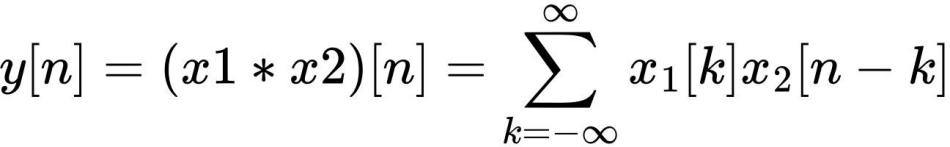 y[n] = (x1 * x2)[n] = ∑_{k=-∞}^{∞} x₁[k]x₂[n − k]